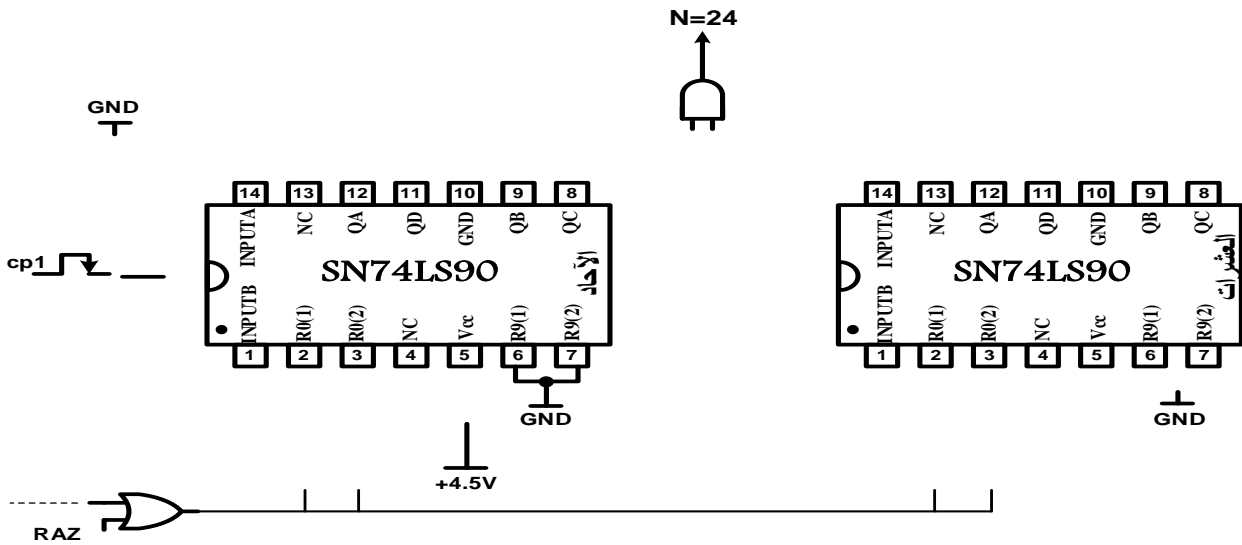 N=24
GND
14 13 12 11 10 9 8
INPUTA NC QA QD GND QB QC
SN74LS90
الآحاد
INPUTB R0(1) R0(2) NC Vcc R9(1) R9(2)
1 2 3 4 5 6 7
14 13 12 11 10 9 8
INPUTA NC QA QD GND QB QC
SN74LS90
العشرات
INPUTB R0(1) R0(2) NC Vcc R9(1) R9(2)
1 2 3 4 5 6 7
cp1
GND
GND
+4.5V
RAZ